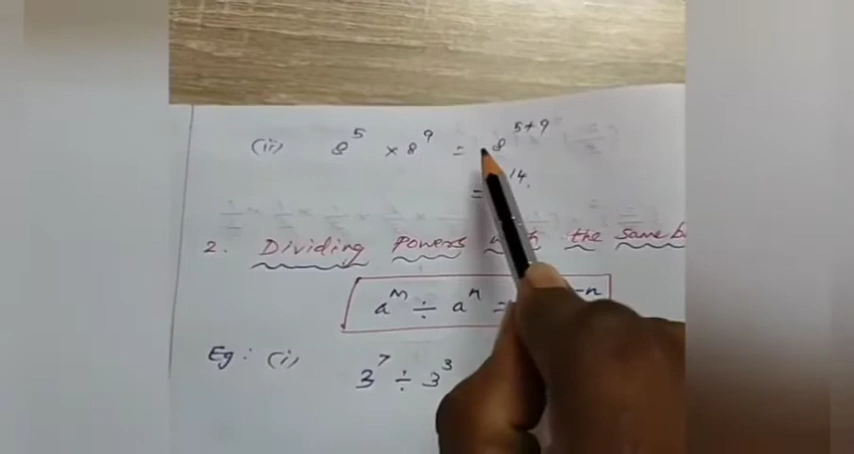 (ii) 8^5 × 8^9 = 8^5+9
= 14.
2. Dividing Powers with the same
a^m ÷ a^n = -n
Eg: (i) 3^7 ÷ 3^3